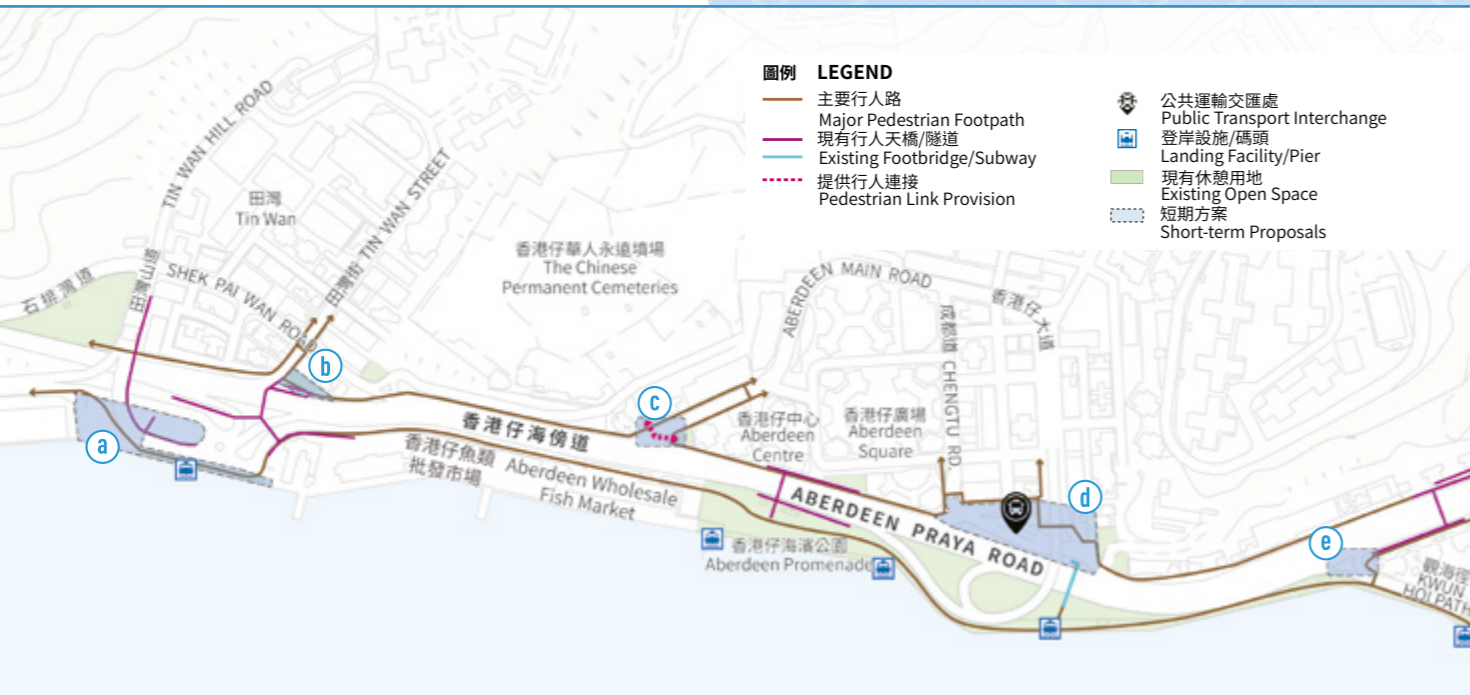 圖例 LEGEND
主要行人路
Major Pedestrian Footpath
現有行人天橋/隧道
Existing Footbridge/Subway
提供行人連接
Pedestrian Link Provision
公共運輸交匯處
Public Transport Interchange
登岸設施/碼頭
Landing Facility/Pier
現有休憩用地
Existing Open Space
短期方案
Short-term Proposals
TIN WAN HILL ROAD
田灣山道
田灣
Tin Wan
田灣街 TIN WAN STREET
石排灣道
SHEK PAI WAN ROAD
香港仔華人永遠墳場
The Chinese
Permanent Cemeteries
ABERDEEN MAIN ROAD
香港仔大道
成都道 CHENGTU RD
a
b
c
d
e
香港仔海傍道
ABERDEEN PRAYA ROAD
香港仔中心
Aberdeen
Centre
香港仔廣場
Aberdeen
Square
香港仔魚類
批發市場
Aberdeen Wholesale
Fish Market
香港仔海濱公園
Aberdeen Promenade
觀海徑
KWUN
HOI PATH